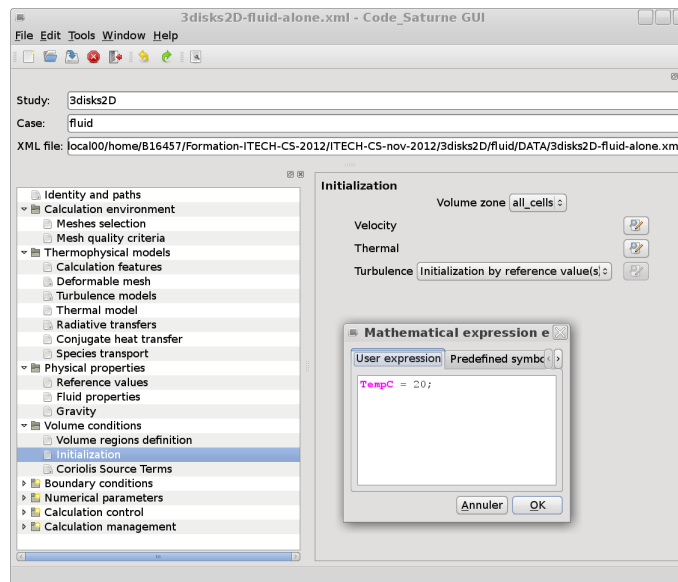 3disks2D-fluid-alone.xml - Code_Saturne GUI
File Edit Tools Window Help
Study: 3disks2D
Case: fluid
XML file: local00/home/B16457/Formation-ITECH-CS-2012/ITECH-CS-nov-2012/3disks2D/fluid/DATA/3disks2D-fluid-alone.xm
Identity and paths
Calculation environment
Meshes selection
Mesh quality criteria
Thermophysical models
Calculation features
Deformable mesh
Turbulence models
Thermal model
Radiative transfers
Conjugate heat transfer
Species transport
Physical properties
Reference values
Fluid properties
Gravity
Volume conditions
Volume regions definition
Initialization
Coriolis Source Terms
Boundary conditions
Numerical parameters
Calculation control
Calculation management
Initialization
Volume zone all_cells
Velocity
Thermal
Turbulence Initialization by reference value(s)
Mathematical expression e
User expression Predefined symbo
TempC = 20;
Annuler OK